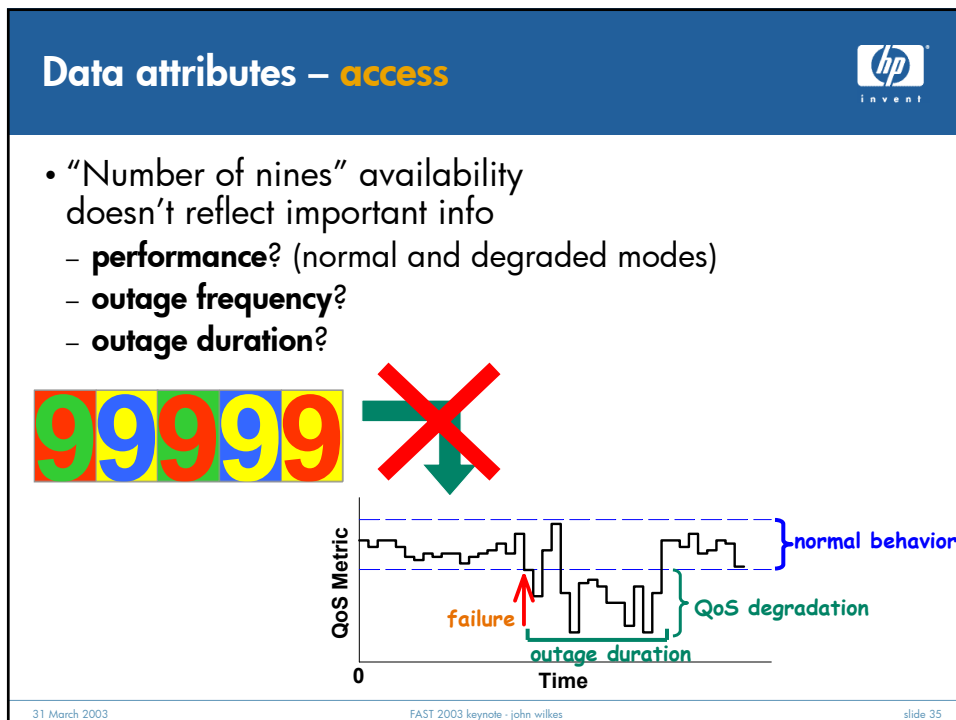 Data attributes – access
hp
invent
• “Number of nines” availability
doesn’t reflect important info
– performance? (normal and degraded modes)
– outage frequency?
– outage duration?
99999
QoS Metric
normal behavior
QoS degradation
failure
outage duration
0
Time
31 March 2003
FAST 2003 keynote - john wilkes
slide 35